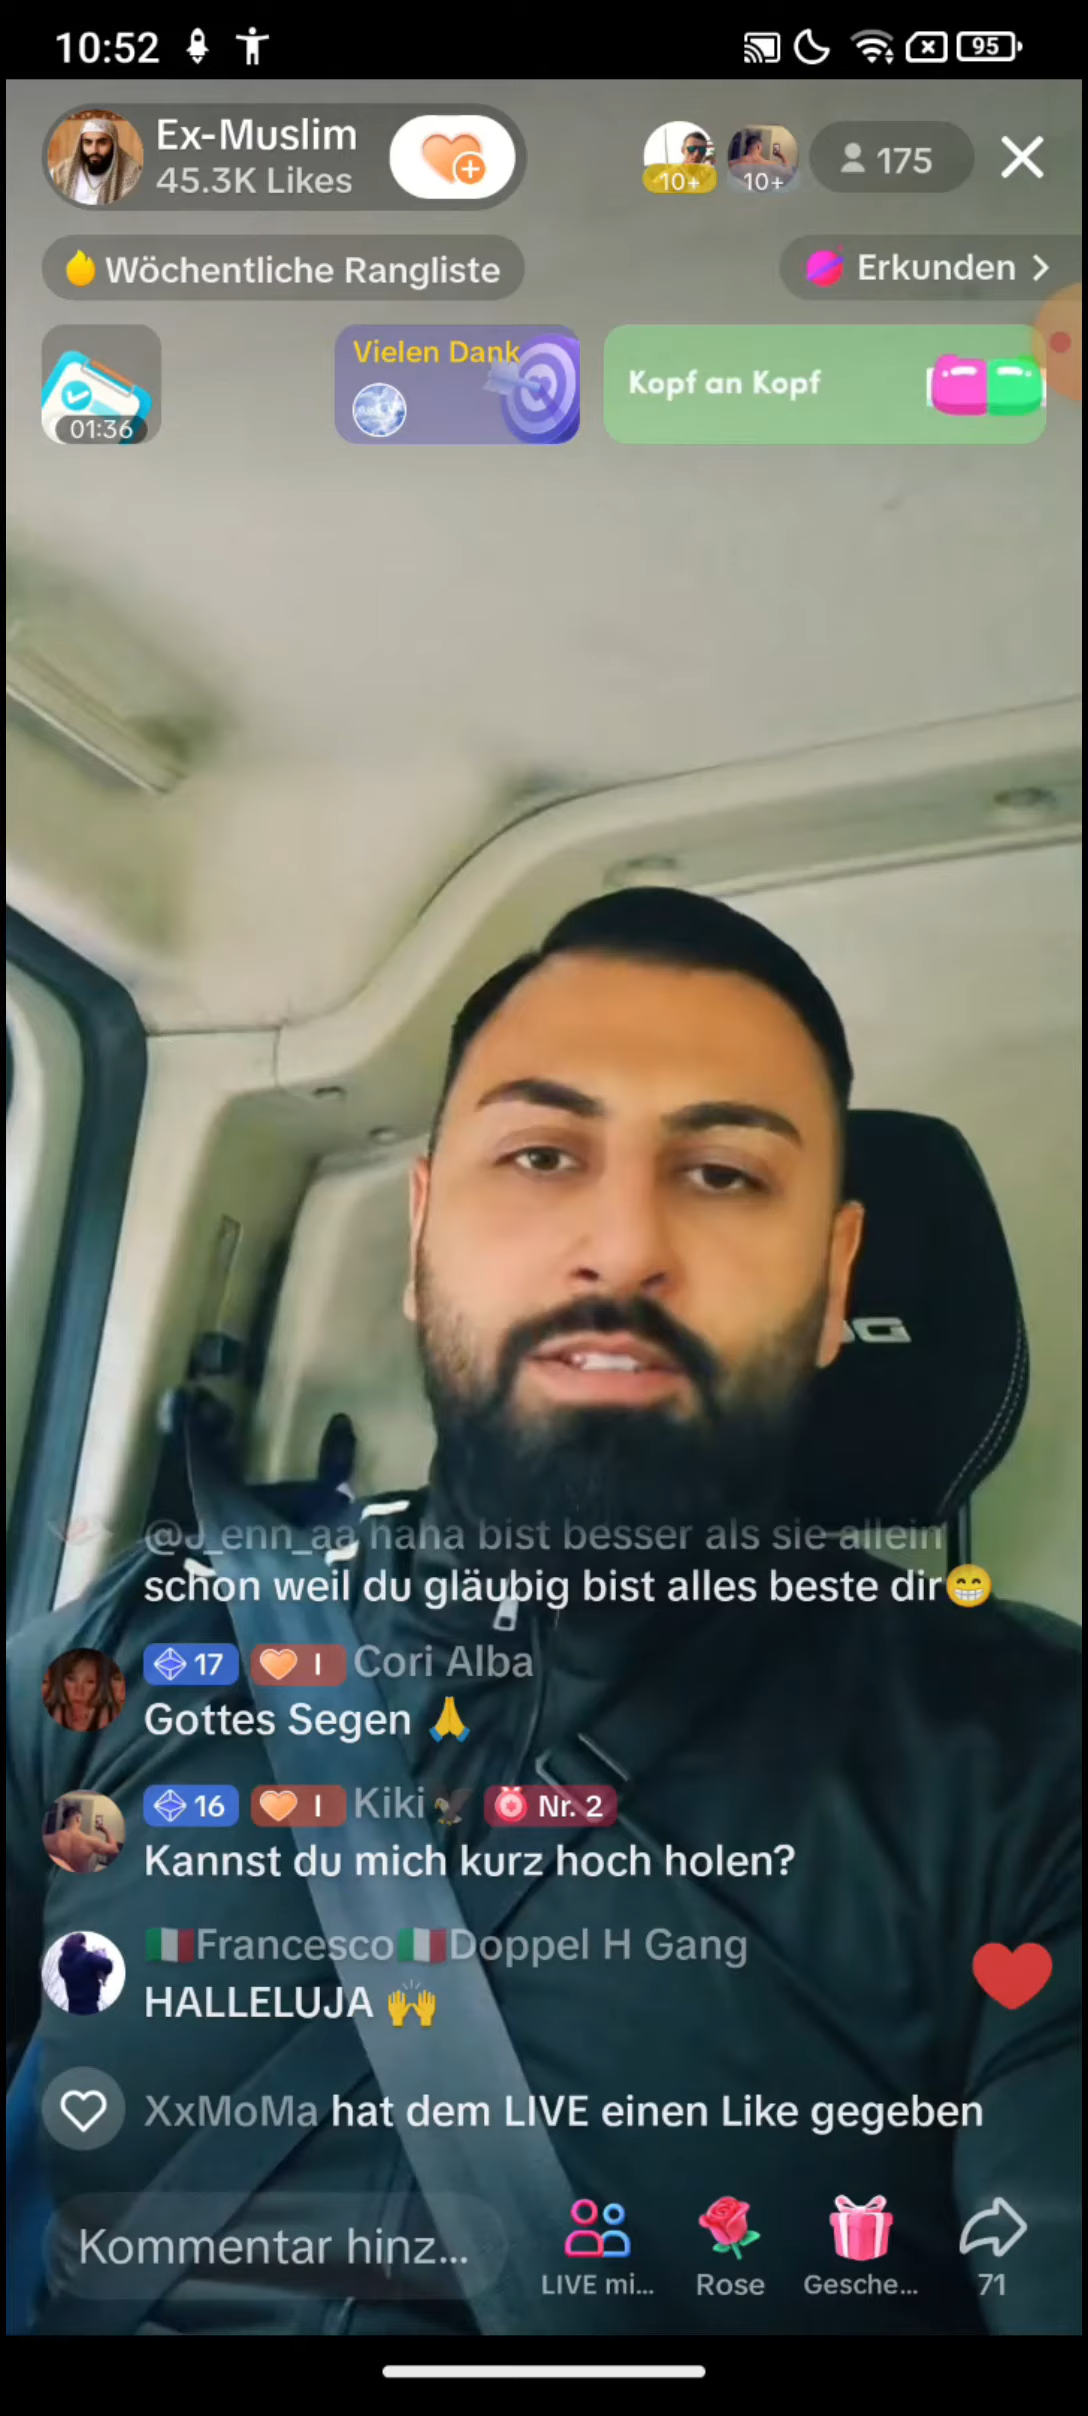 10:52
95
Ex-Muslim
45.3K Likes
10+
10+
175
Wöchentliche Rangliste
Erkunden
01:36
Vielen Dank
Kopf an Kopf
@J_enn_aa haha bist besser als sie allein
schon weil du gläubig bist alles beste dir😁
17 I Cori Alba
Gottes Segen 🙏
16 I Kiki Nr. 2
Kannst du mich kurz hoch holen?
🇮🇹Francesco🇮🇹Doppel H Gang
HALLELUJA 🙌
XxMoMa hat dem LIVE einen Like gegeben
Kommentar hinz...
LIVE mi...
Rose
Gesche...
71